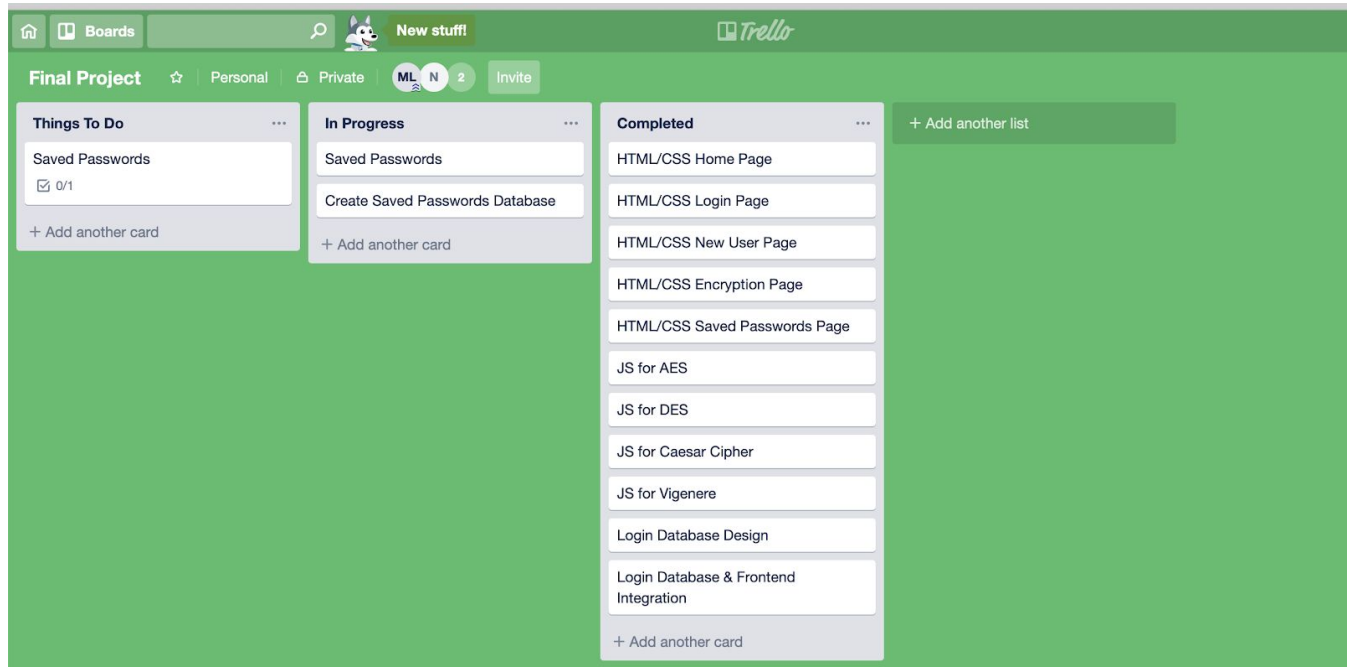 Boards
New stuff!
Trello
Final Project
Personal
Private
ML
N
2
Invite
Things To Do
Saved Passwords
0/1
+ Add another card
In Progress
Saved Passwords
Create Saved Passwords Database
+ Add another card
Completed
HTML/CSS Home Page
HTML/CSS Login Page
HTML/CSS New User Page
HTML/CSS Encryption Page
HTML/CSS Saved Passwords Page
JS for AES
JS for DES
JS for Caesar Cipher
JS for Vigenere
Login Database Design
Login Database & Frontend
Integration
+ Add another card
+ Add another list